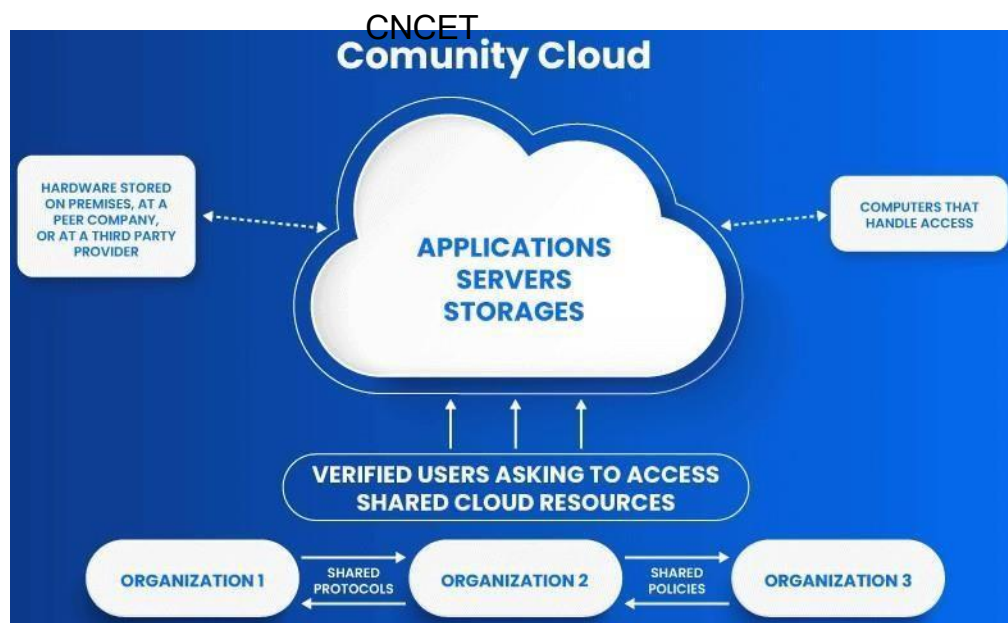 CNCET
Comunity Cloud
HARDWARE STORED
ON PREMISES, AT A
PEER COMPANY,
OR AT A THIRD PARTY
PROVIDER
APPLICATIONS
SERVERS
STORAGES
COMPUTERS THAT
HANDLE ACCESS
VERIFIED USERS ASKING TO ACCESS
SHARED CLOUD RESOURCES
ORGANIZATION 1
SHARED
PROTOCOLS
ORGANIZATION 2
SHARED
POLICIES
ORGANIZATION 3